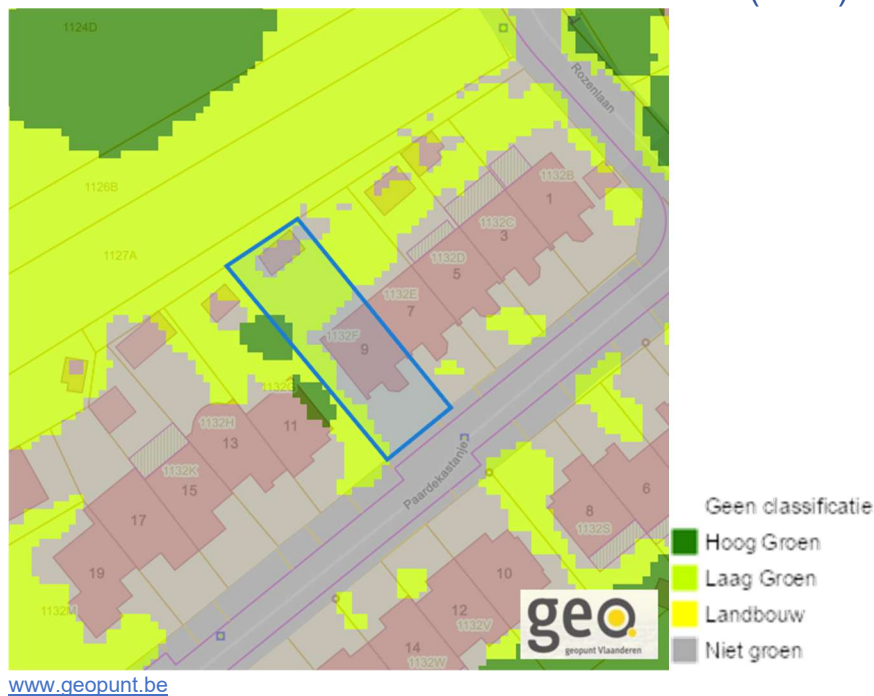 1124D
Rozenlaan
1126B
1132B
1
1132C
3
1127A
1132D
5
1132E
7
1132F
9
1132G
1132H
11
13
1132K
15
Paardekastanje
17
6
8
1132S
19
10
1132M
12
1132V
14
1132W
geo
geopunt Vlaanderen
Geen classificatie
Hoog Groen
Laag Groen
Landbouw
Niet groen
www.geopunt.be